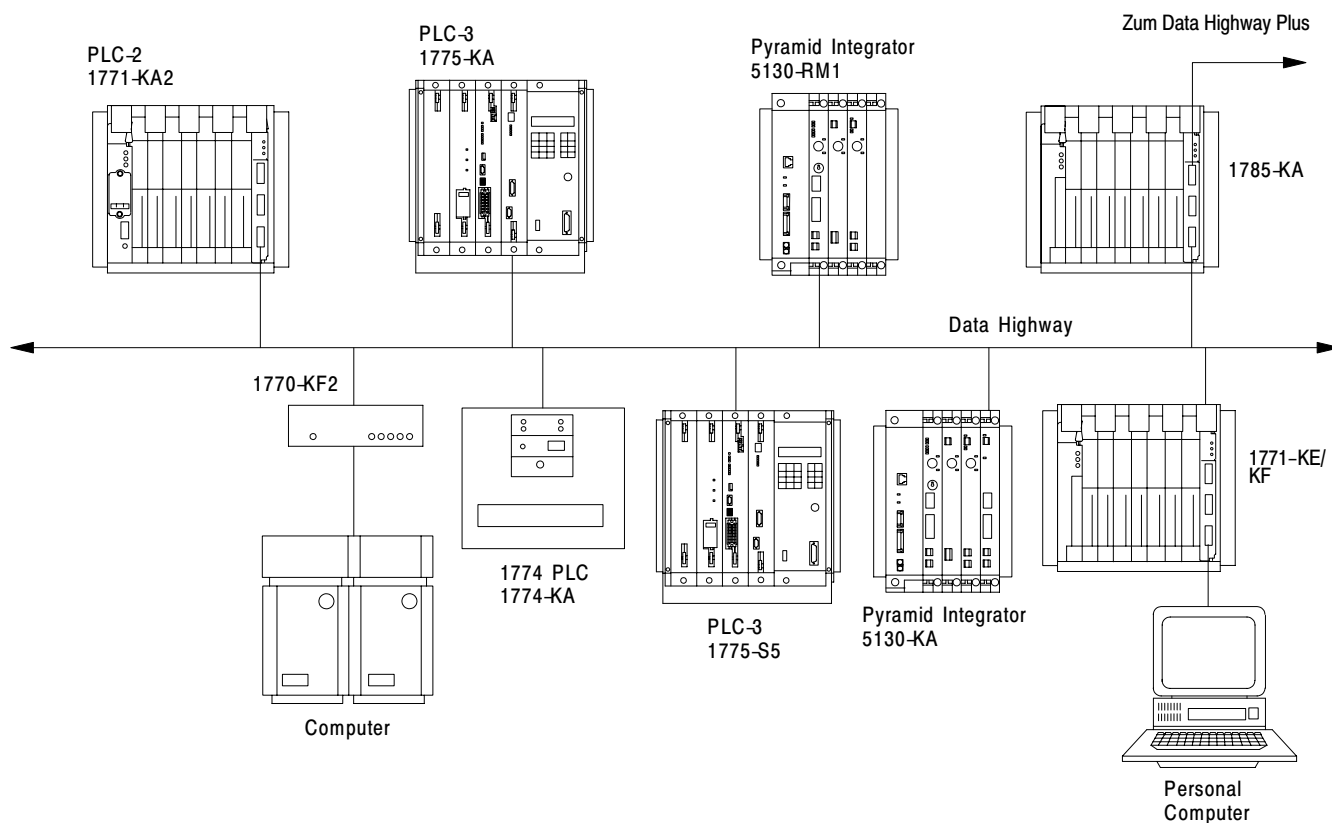 Zum Data Highway Plus
PLC-2
1771-KA2
PLC-3
1775-KA
Pyramid Integrator
5130-RM1
1785-KA
Data Highway
1770-KF2
1774 PLC
1774-KA
PLC-3
1775-S5
Pyramid Integrator
5130-KA
1771-KE/
KF
Computer
Personal
Computer